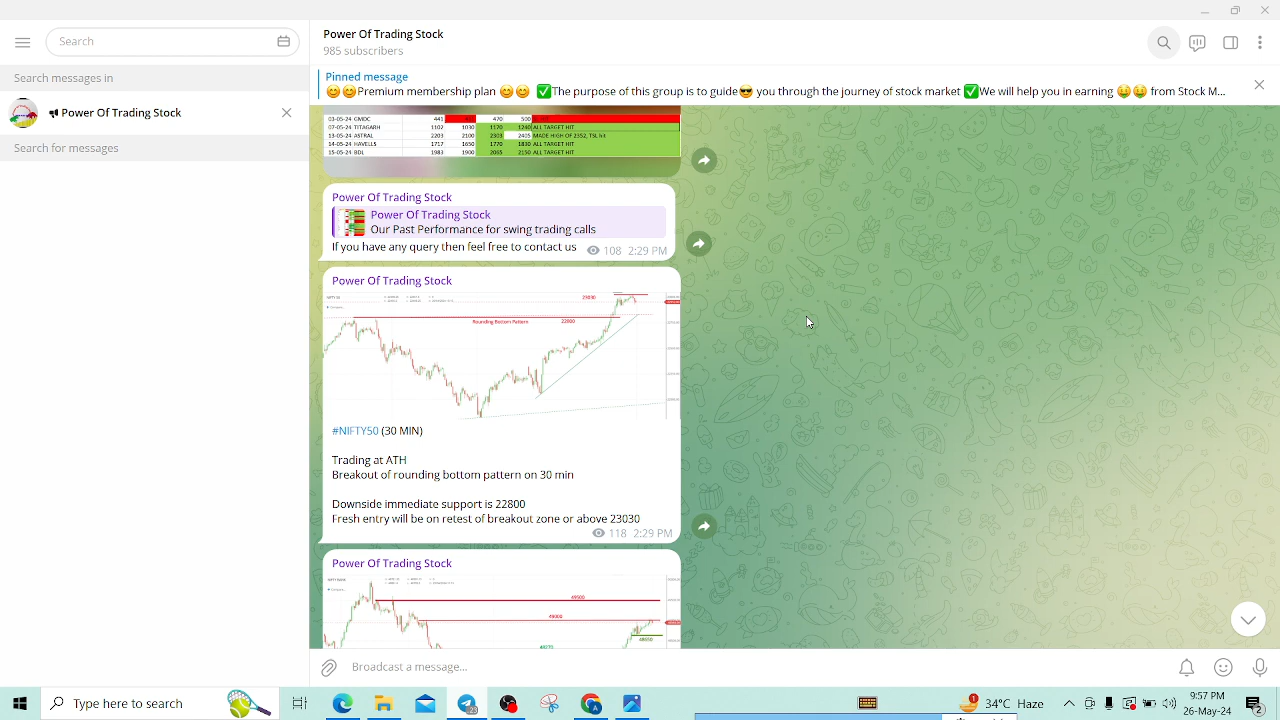 Search
Power Of Trading Stock
985 subscribers
Search messages in
Pinned message
😊😊Premium membership plan 😊😊 ✅The purpose of this group is to guide😎 you through the journey of stock market ✅We will help you in earning 🤑🤑 from Stock M...
Power Of Trading Stock
Search for messages
03-05-24 GMDC 441 470 500
07-05-24 TITAGARH 1102 1030 1170 1240 ALL TARGET HIT
13-05-24 ASTRAL 2203 2100 2303 2405 MADE HIGH OF 2352, TSL hit
14-05-24 HAVELLS 1717 1650 1770 1830 ALL TARGET HIT
15-05-24 BDL 1983 1900 2065 2150 ALL TARGET HIT
Power Of Trading Stock
Power Of Trading Stock
Our Past Performance for swing trading calls
If you have any query then feel free to contact us 108 2:29 PM
Power Of Trading Stock
23030
Rounding Bottom Pattern 22800
#NIFTY50 (30 MIN)
Trading at ATH
Breakout of rounding bottom pattern on 30 min
Downside immediate support is 22800
Fresh entry will be on retest of breakout zone or above 23030
118 2:29 PM
Power Of Trading Stock
49500
49000
Broadcast a message...
Type here to search
34°C Haze
9:57 PM
26-May-24